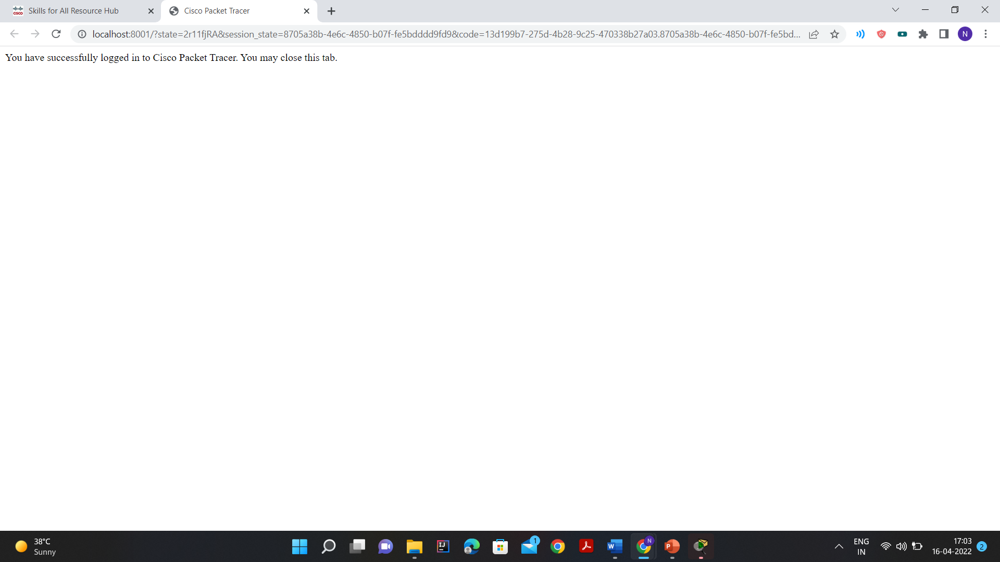 CISCO Skills for All Resource Hub
Cisco Packet Tracer
localhost:8001/?state=2r11fjRA&session_state=8705a38b-4e6c-4850-b07f-fe5bdddd9fd9&code=13d199b7-275d-4b28-9c25-470338b27a03.8705a38b-4e6c-4850-b07f-fe5bd...
N
You have successfully logged in to Cisco Packet Tracer. You may close this tab.
38°C
Sunny
IJ
1
W
N
P
ENG
IN
17:03
16-04-2022
2